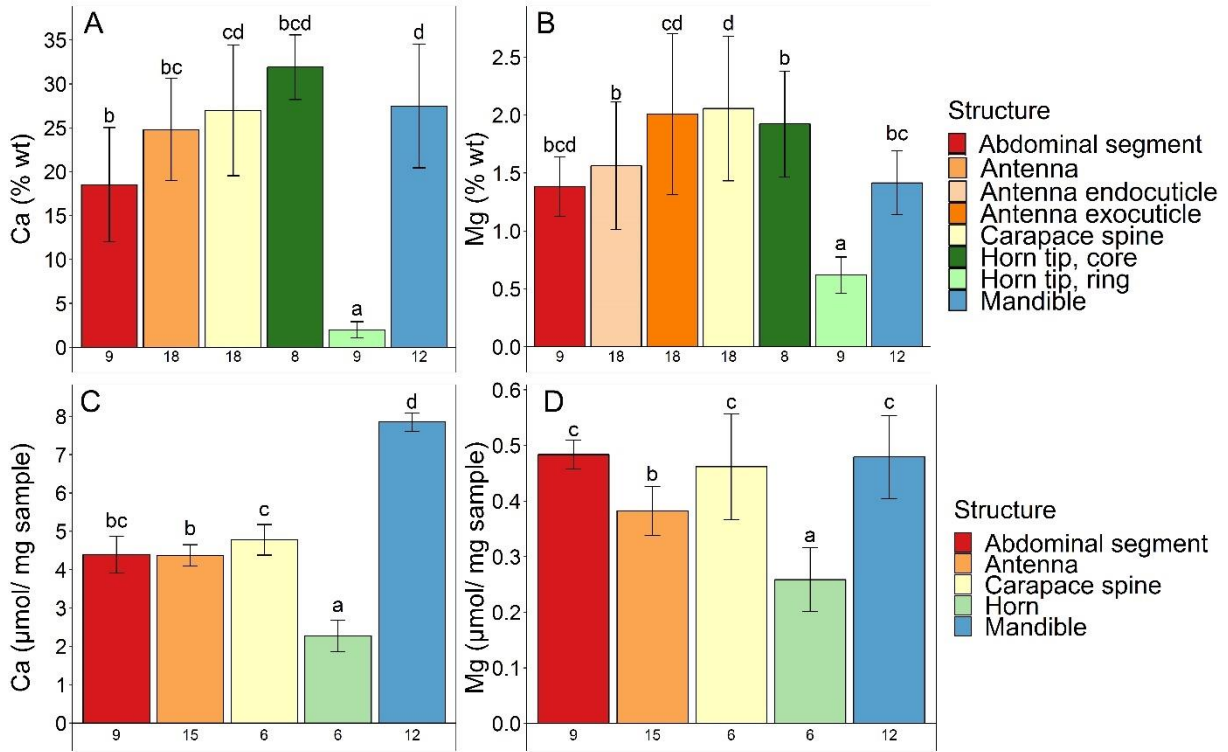 A
Ca (% wt)
35
30
25
20
15
10
5
0
b
bc
cd
bcd
a
d
9
18
18
8
9
12
B
Mg (% wt)
2.5
2.0
1.5
1.0
0.5
0.0
bcd
b
cd
d
b
a
bc
9
18
18
18
8
9
12
Structure
Abdominal segment
Antenna
Antenna endocuticle
Antenna exocuticle
Carapace spine
Horn tip, core
Horn tip, ring
Mandible
C
Ca (µmol/ mg sample)
8
7
6
5
4
3
2
1
0
bc
b
c
a
d
9
15
6
6
12
D
Mg (µmol/ mg sample)
0.6
0.5
0.4
0.3
0.2
0.1
0.0
c
b
c
a
c
9
15
6
6
12
Structure
Abdominal segment
Antenna
Carapace spine
Horn
Mandible